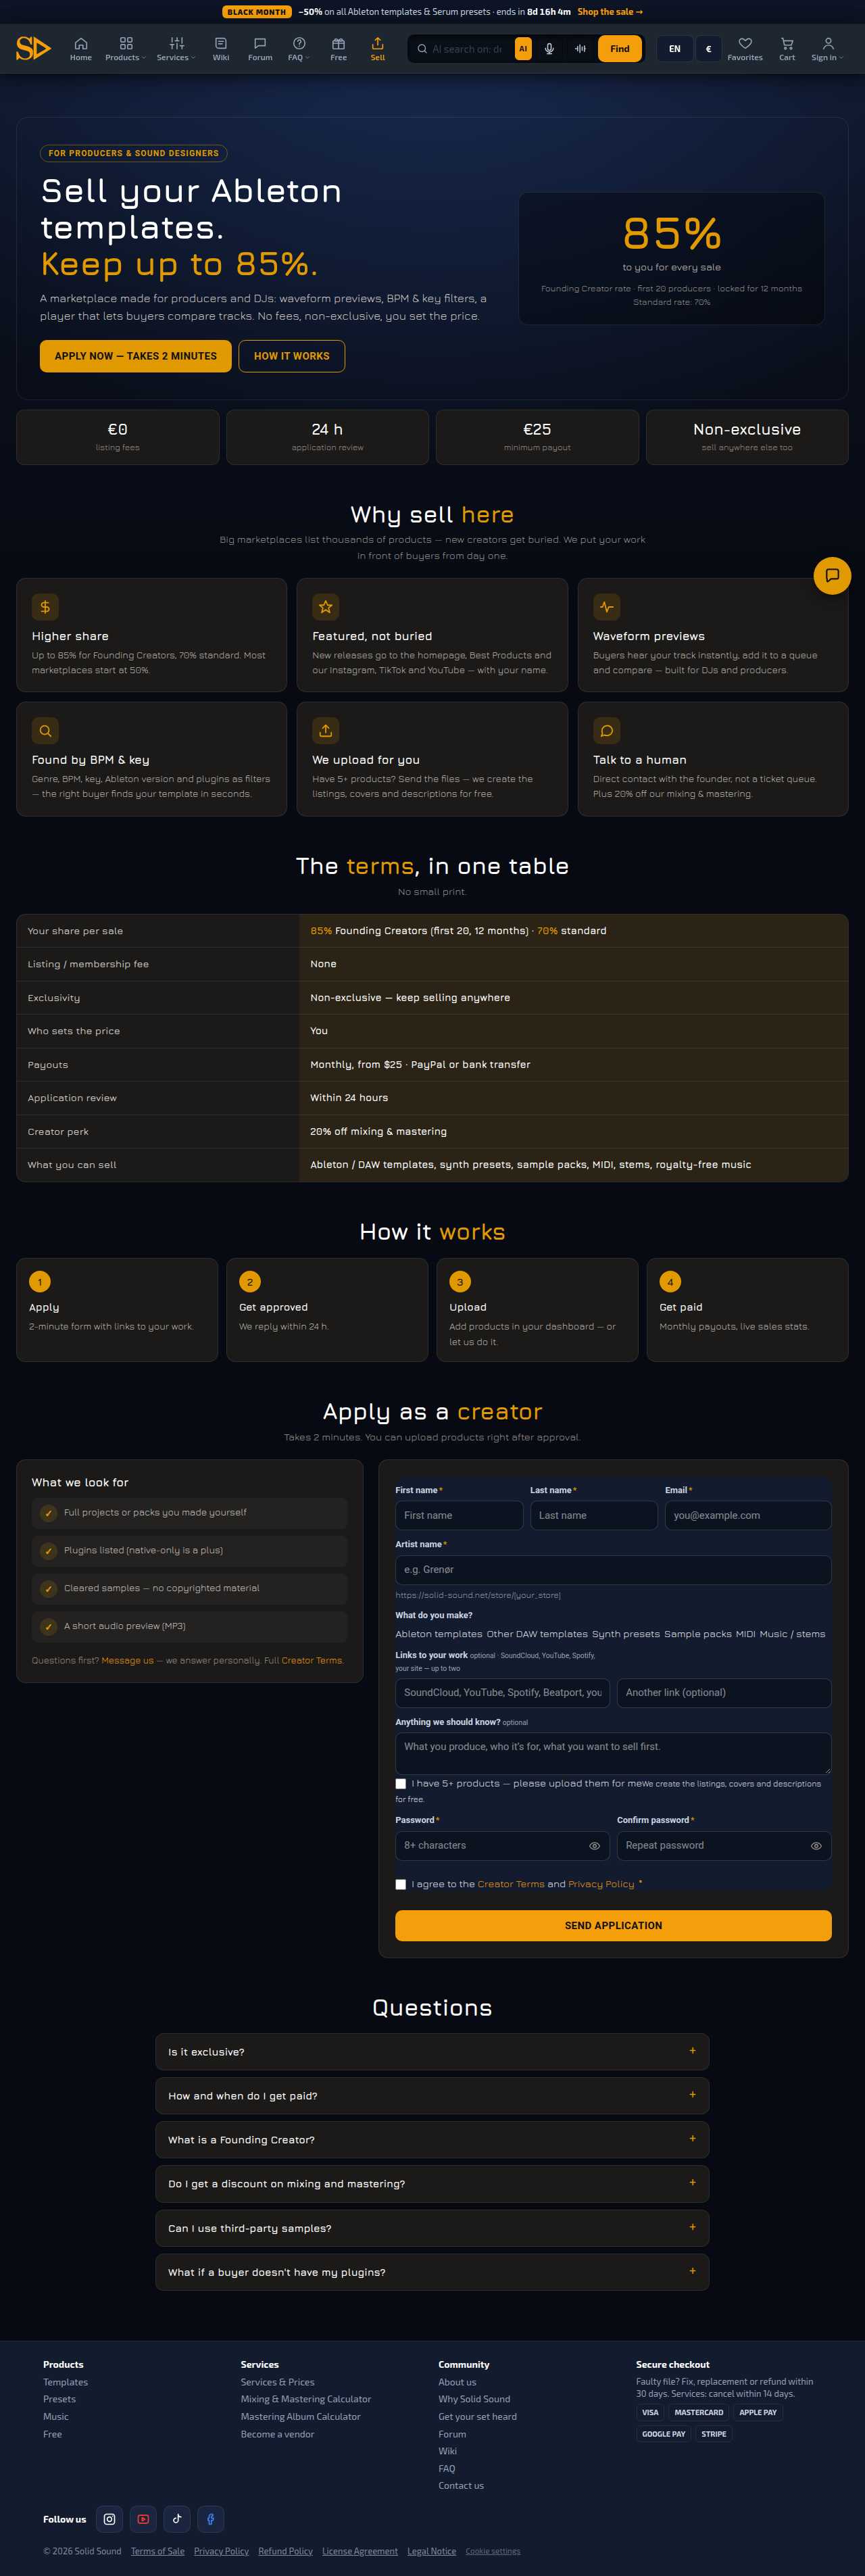 BLACK MONTH −50% on all Ableton templates & Serum presets · ends in 8d 16h 4m Shop the sale →
Home Products Services Wiki Forum FAQ Free Sell AI search on: de AI Find EN € Favorites Cart Sign in
FOR PRODUCERS & SOUND DESIGNERS
Sell your Ableton
templates.
Keep up to 85%.
A marketplace made for producers and DJs: waveform previews, BPM & key filters, a
player that lets buyers compare tracks. No fees, non-exclusive, you set the price.
APPLY NOW — TAKES 2 MINUTES HOW IT WORKS
85%
to you for every sale
Founding Creator rate · first 20 producers · locked for 12 months
Standard rate: 70%
€0
listing fees
24 h
application review
€25
minimum payout
Non-exclusive
sell anywhere else too
Why sell here
Big marketplaces list thousands of products — new creators get buried. We put your work
in front of buyers from day one.
Higher share
Up to 85% for Founding Creators, 70% standard. Most
marketplaces start at 50%.
Featured, not buried
New releases go to the homepage, Best Products and
our Instagram, TikTok and YouTube — with your name.
Waveform previews
Buyers hear your track instantly, add it to a queue
and compare — built for DJs and producers.
Found by BPM & key
Genre, BPM, key, Ableton version and plugins as filters
— the right buyer finds your template in seconds.
We upload for you
Have 5+ products? Send the files — we create the
listings, covers and descriptions for free.
Talk to a human
Direct contact with the founder, not a ticket queue.
Plus 20% off our mixing & mastering.
The terms, in one table
No small print.
Your share per sale 85% Founding Creators (first 20, 12 months) · 70% standard
Listing / membership fee None
Exclusivity Non-exclusive — keep selling anywhere
Who sets the price You
Payouts Monthly, from $25 · PayPal or bank transfer
Application review Within 24 hours
Creator perk 20% off mixing & mastering
What you can sell Ableton / DAW templates, synth presets, sample packs, MIDI, stems, royalty-free music
How it works
1
Apply
2-minute form with links to your work.
2
Get approved
We reply within 24 h.
3
Upload
Add products in your dashboard — or
let us do it.
4
Get paid
Monthly payouts, live sales stats.
Apply as a creator
Takes 2 minutes. You can upload products right after approval.
What we look for
✓ Full projects or packs you made yourself
✓ Plugins listed (native-only is a plus)
✓ Cleared samples — no copyrighted material
✓ A short audio preview (MP3)
Questions first? Message us — we answer personally. Full Creator Terms.
First name * Last name * Email *
First name Last name you@example.com
Artist name *
e.g. Grenør
https://solid-sound.net/store/[your_store]
What do you make?
Ableton templates Other DAW templates Synth presets Sample packs MIDI Music / stems
Links to your work optional · SoundCloud, YouTube, Spotify,
your site — up to two
SoundCloud, YouTube, Spotify, Beatport, you Another link (optional)
Anything we should know? optional
What you produce, who it's for, what you want to sell first.
I have 5+ products — please upload them for meWe create the listings, covers and descriptions
for free.
Password * Confirm password *
8+ characters Repeat password
I agree to the Creator Terms and Privacy Policy *
SEND APPLICATION
Questions
Is it exclusive? +
How and when do I get paid? +
What is a Founding Creator? +
Do I get a discount on mixing and mastering? +
Can I use third-party samples? +
What if a buyer doesn't have my plugins? +
Products
Templates
Presets
Music
Free
Services
Services & Prices
Mixing & Mastering Calculator
Mastering Album Calculator
Become a vendor
Community
About us
Why Solid Sound
Get your set heard
Forum
Wiki
FAQ
Contact us
Secure checkout
Faulty file? Fix, replacement or refund within
30 days. Services: cancel within 14 days.
VISA MASTERCARD APPLE PAY
GOOGLE PAY STRIPE
Follow us
© 2026 Solid Sound Terms of Sale Privacy Policy Refund Policy License Agreement Legal Notice Cookie settings